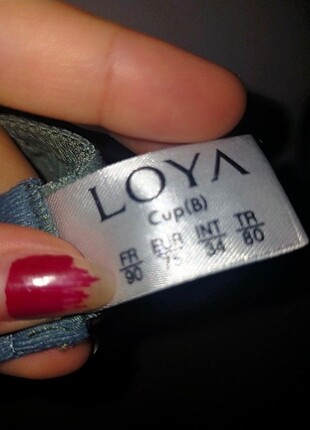 LOYA
Cup(B)
FR EUR INT TR
90 75 34 80